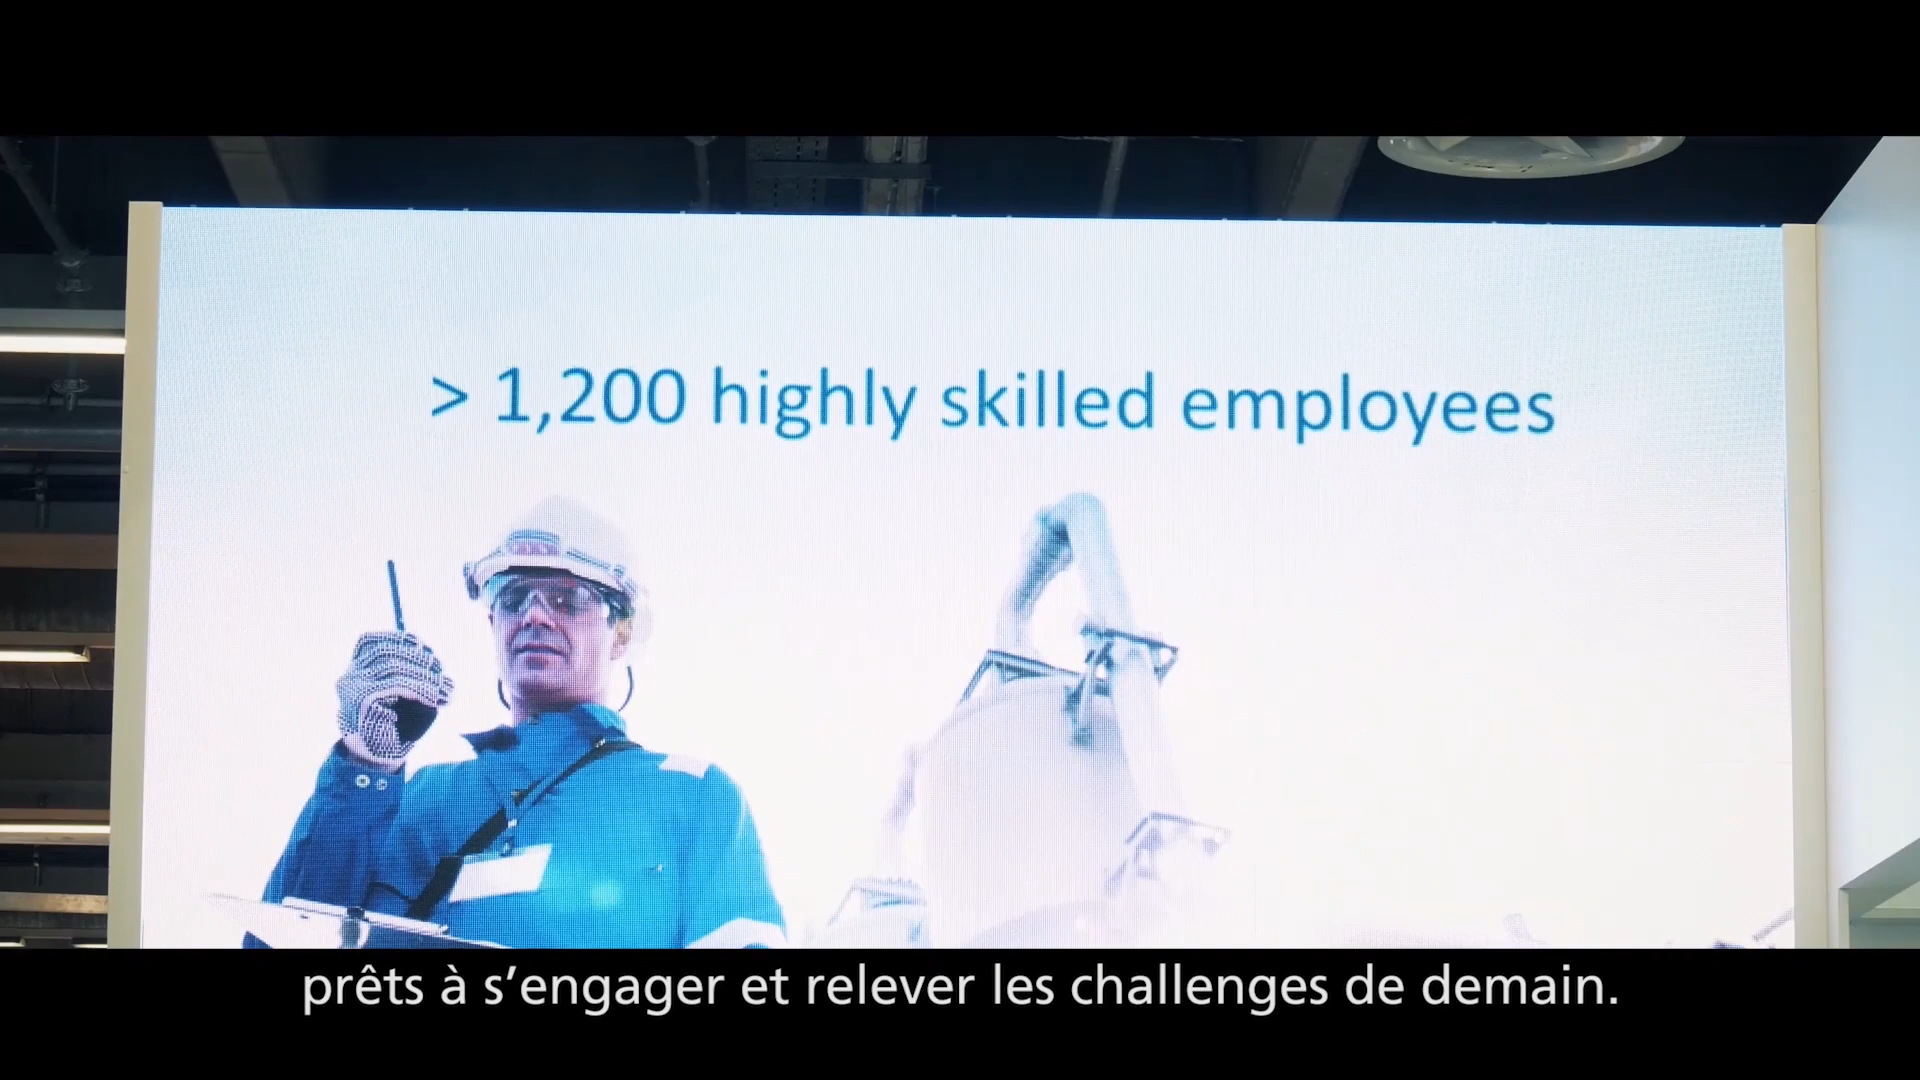 > 1,200 highly skilled employees
prêts à s’engager et relever les challenges de demain.